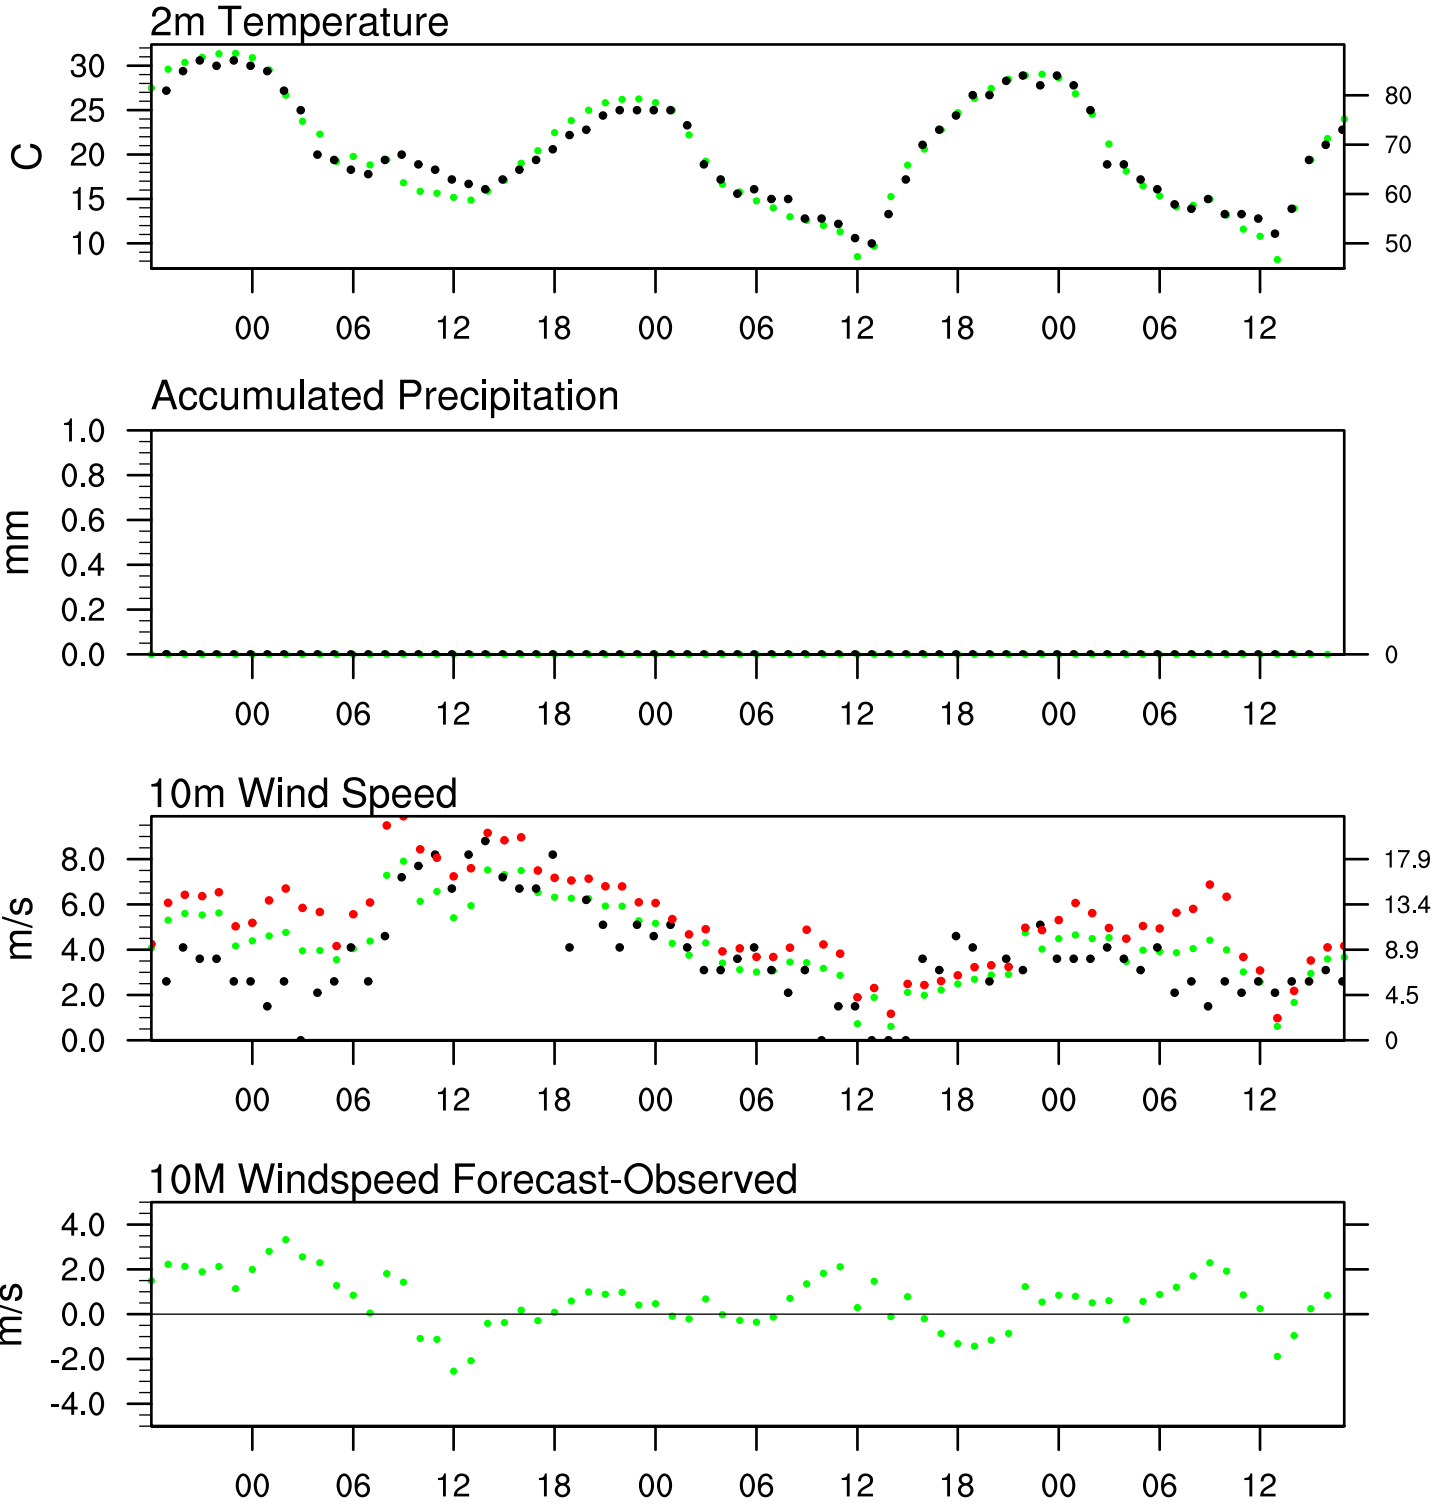 2m Temperature
30
25
20
15
10
C
80
70
60
50
00 06 12 18 00 06 12 18 00 06 12
Accumulated Precipitation
1.0
0.8
0.6
0.4
0.2
0.0
mm
0
00 06 12 18 00 06 12 18 00 06 12
10m Wind Speed
8.0
6.0
4.0
2.0
0.0
m/s
17.9
13.4
8.9
4.5
0
00 06 12 18 00 06 12 18 00 06 12
10M Windspeed Forecast-Observed
4.0
2.0
0.0
-2.0
-4.0
m/s
00 06 12 18 00 06 12 18 00 06 12